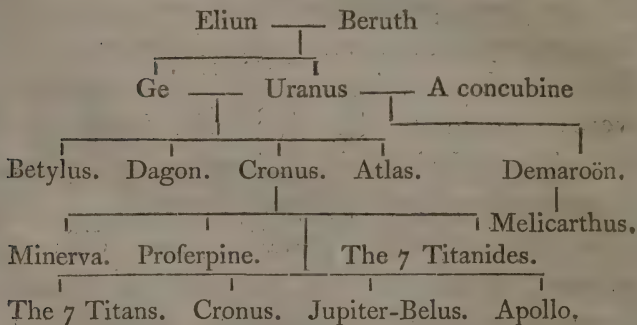 Eliun Beruth
Ge Uranus A concubine
Betylus. Dagon. Cronus. Atlas. Demaroön.
Melicarthus.
Minerva. Proserpine. The 7 Titanides.
The 7 Titans. Cronus. Jupiter-Belus. Apollo.